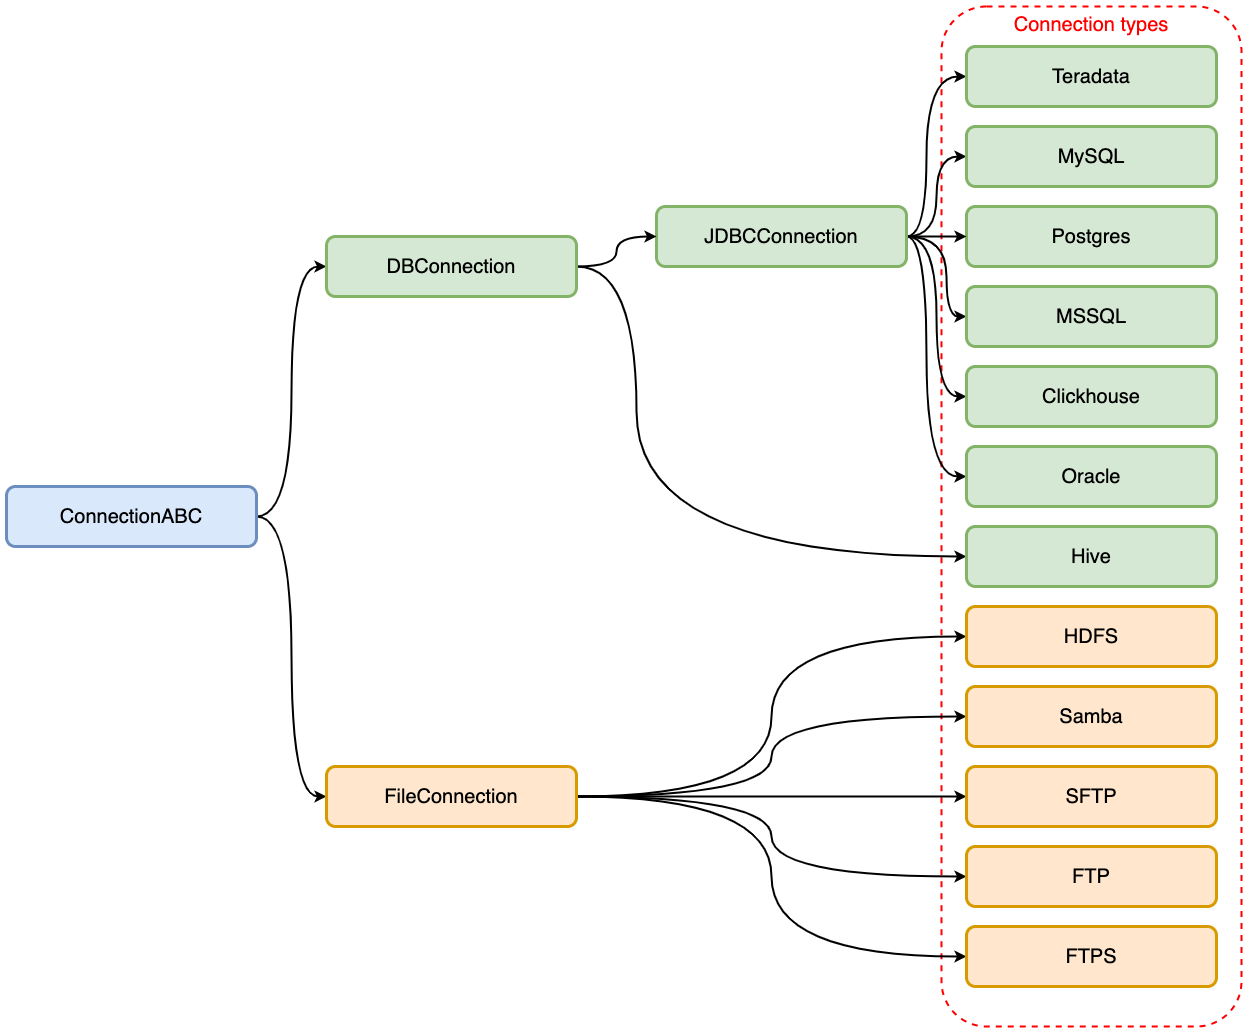 Connection types
Teradata
MySQL
Postgres
JDBCConnection
DBConnection
MSSQL
Clickhouse
Oracle
ConnectionABC
Hive
HDFS
Samba
FileConnection
SFTP
FTP
FTPS